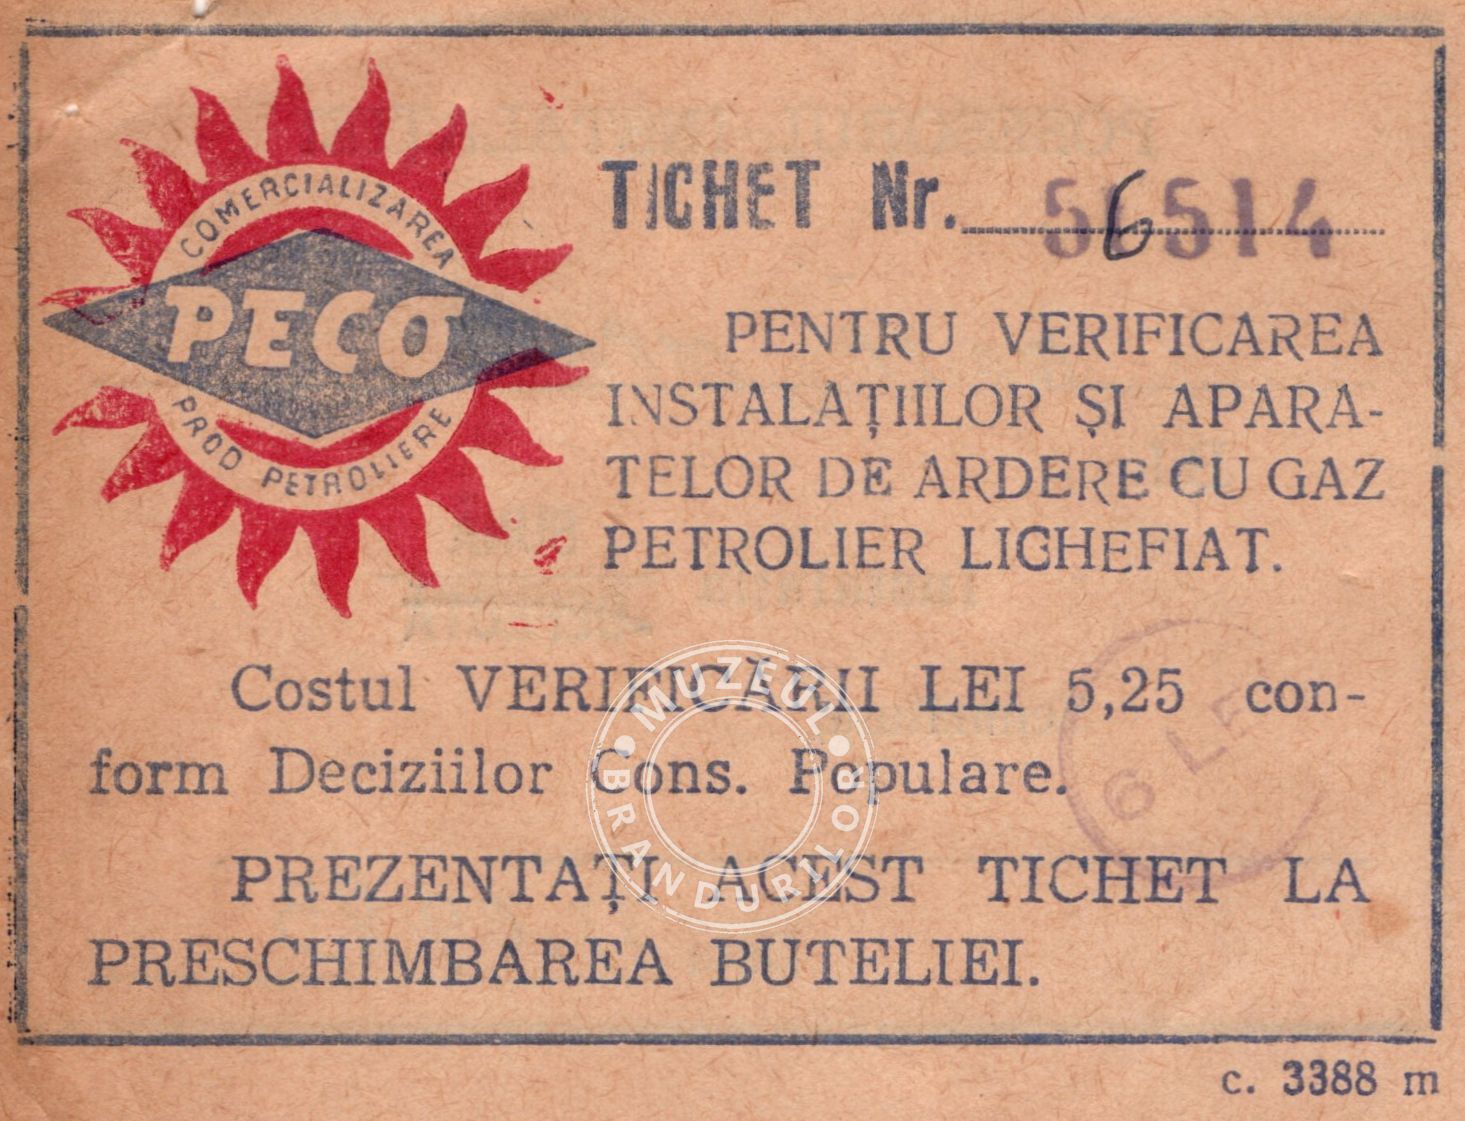 COMERCIALIZAREA
PECO
PROD PETROLIERE
TICHET Nr. 56514
PENTRU VERIFICAREA
INSTALAȚIILOR ȘI APARA-
TELOR DE ARDERE CU GAZ
PETROLIER LICHEFIAT.
Costul VERIFICĂRII LEI 5,25 con-
form Deciziilor Cons. Populare.
6 LEI
PREZENTAȚI ACEST TICHET LA
PRESCHIMBAREA BUTELIEI.
c. 3388 m
MUZEUL
BRANDURILOR